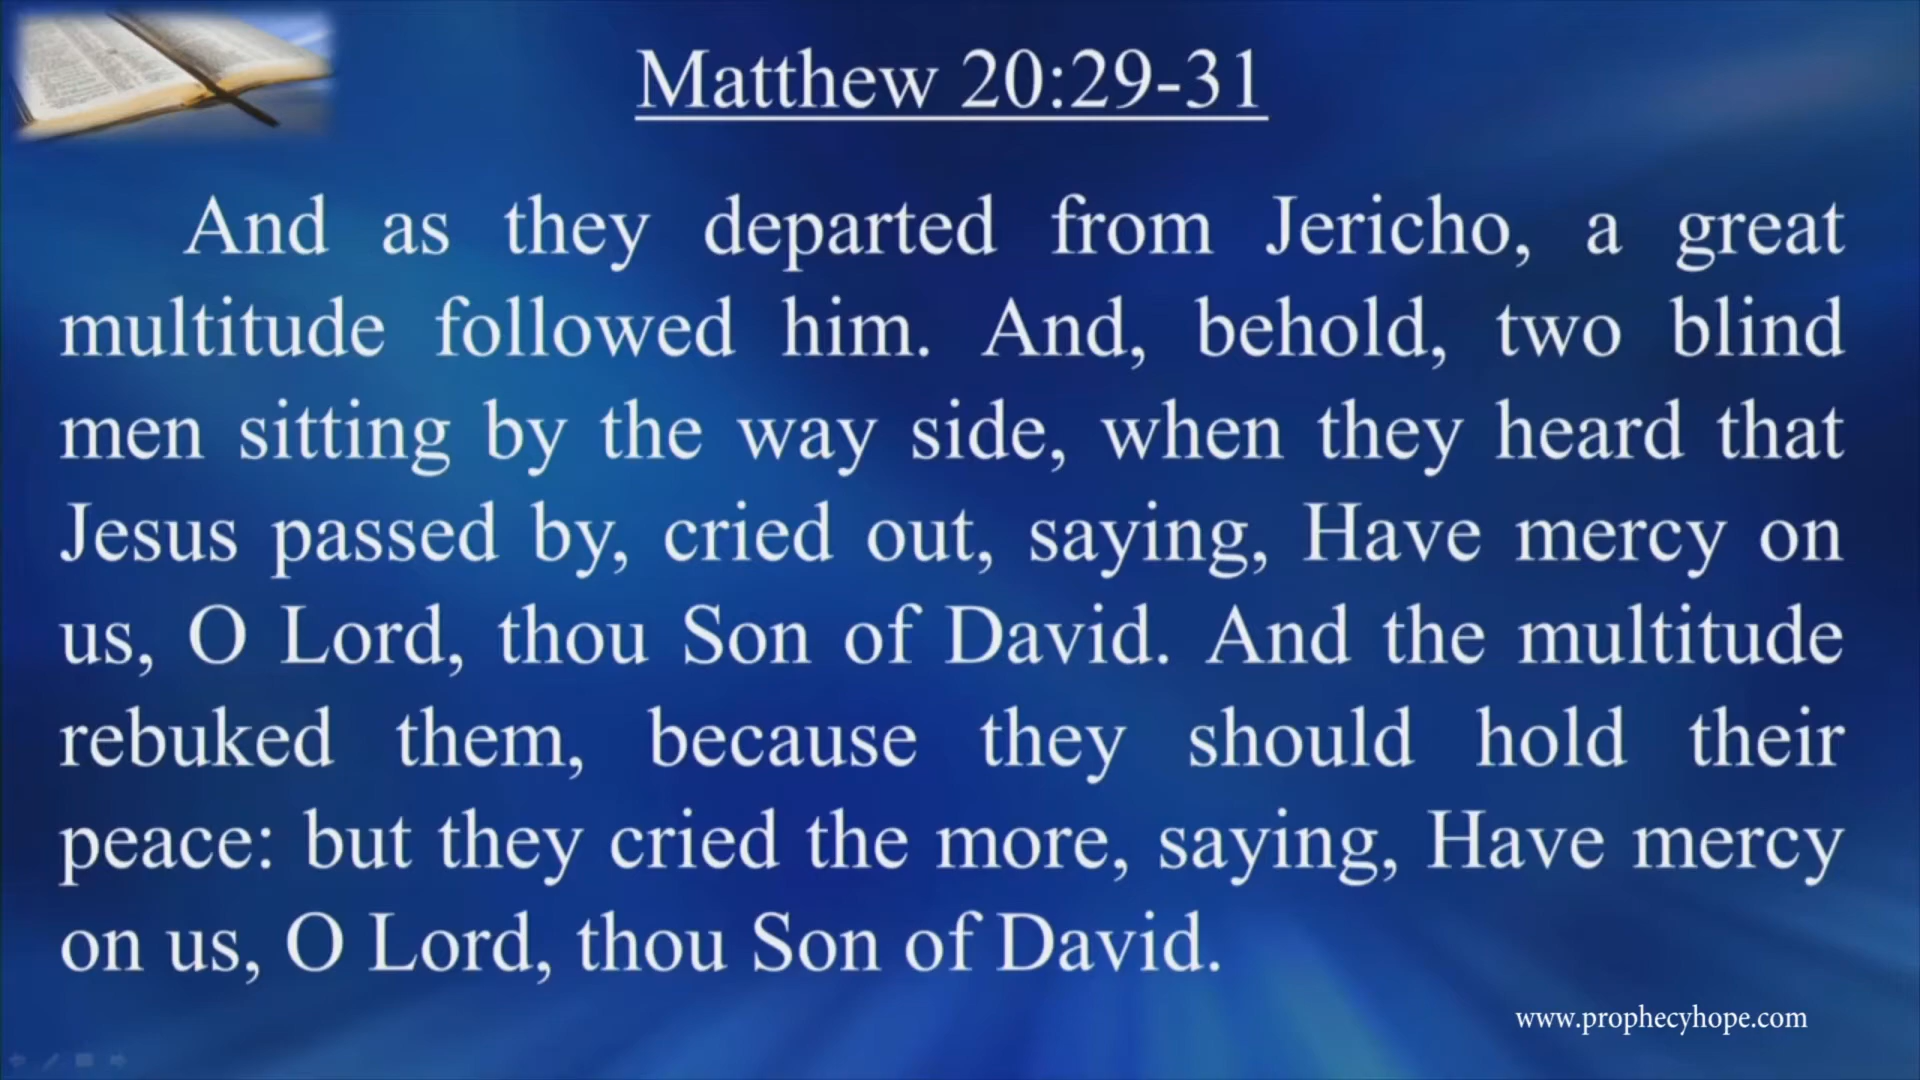 Matthew 20:29-31
And as they departed from Jericho, a great
multitude followed him. And, behold, two blind
men sitting by the way side, when they heard that
Jesus passed by, cried out, saying, Have mercy on
us, O Lord, thou Son of David. And the multitude
rebuked them, because they should hold their
peace: but they cried the more, saying, Have mercy
on us, O Lord, thou Son of David.
www.prophecyhope.com